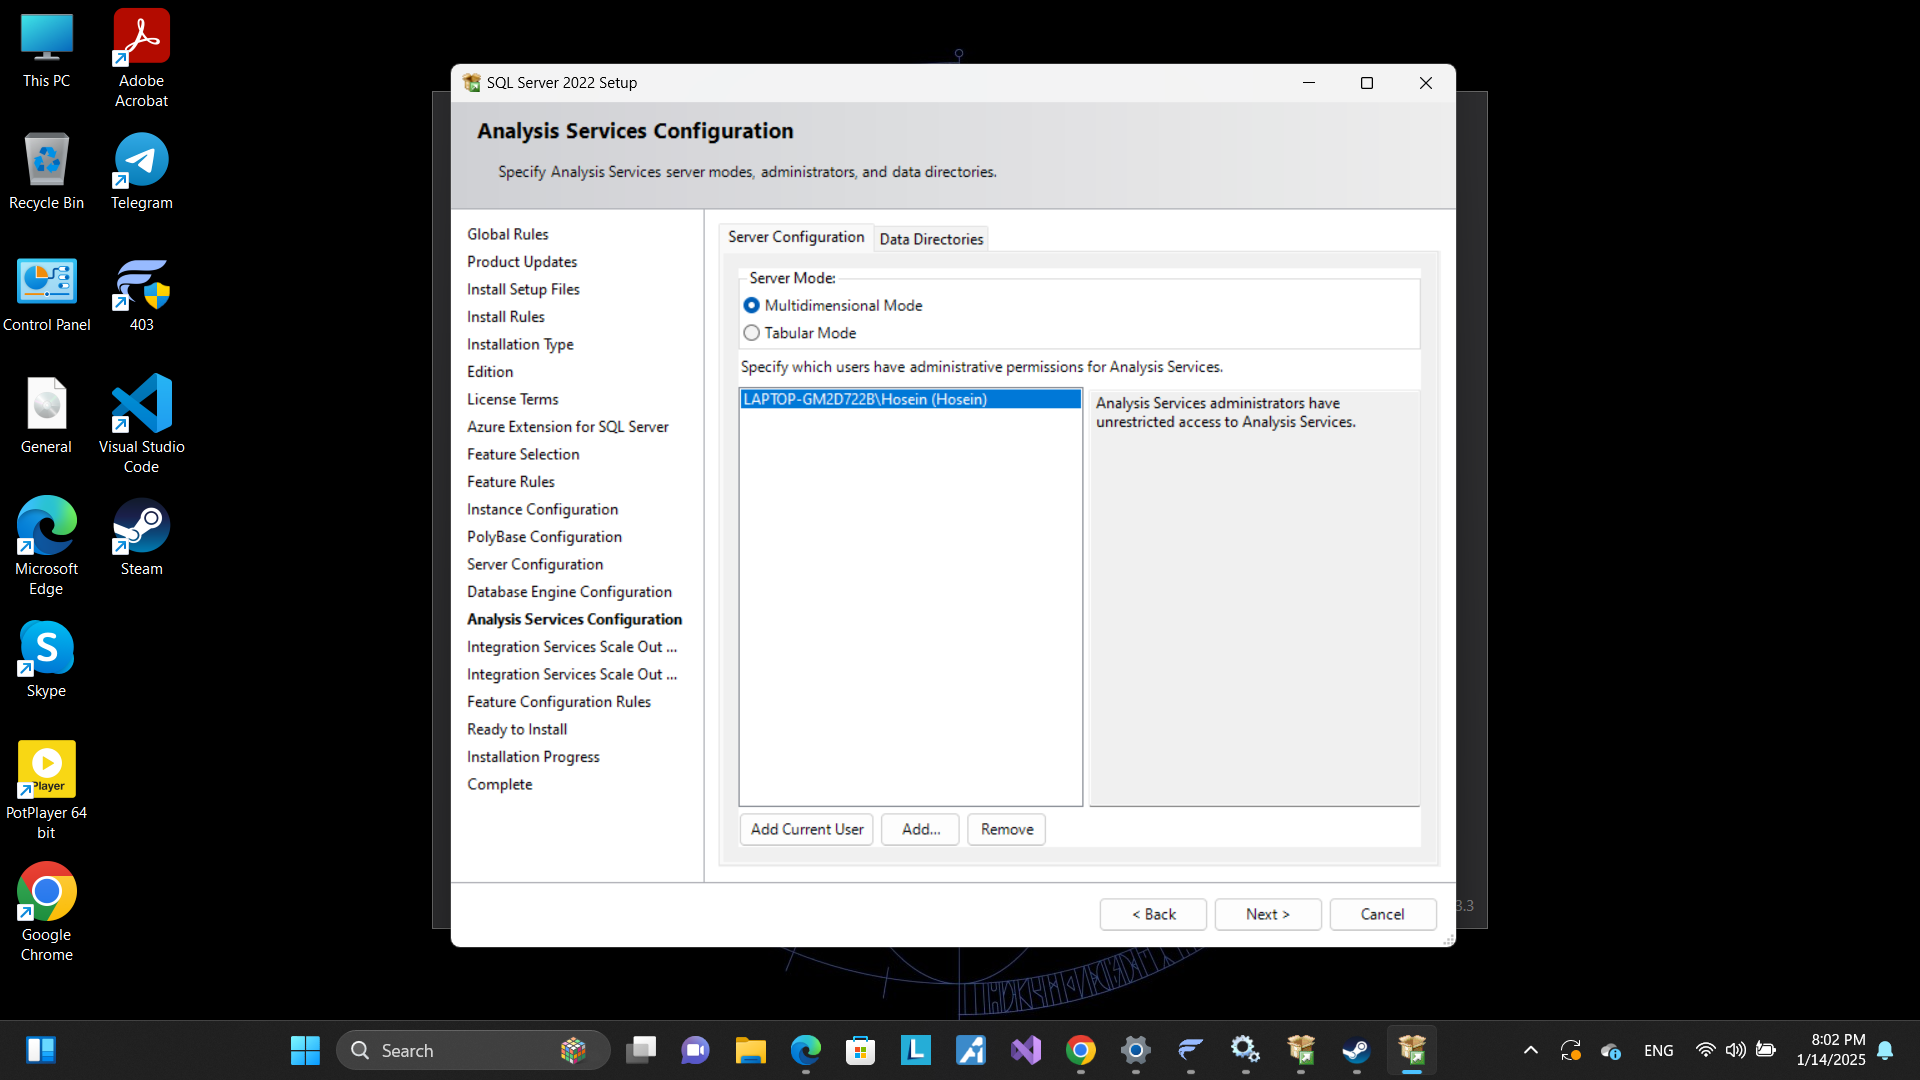 This PC
Adobe
Acrobat
Recycle Bin
Telegram
Control Panel
403
General
Visual Studio
Code
Microsoft
Edge
Steam
S
Skype
Player
PotPlayer 64
bit
Google
Chrome
SQL Server 2022 Setup
Analysis Services Configuration
Specify Analysis Services server modes, administrators, and data directories.
Global Rules
Product Updates
Install Setup Files
Install Rules
Installation Type
Edition
License Terms
Azure Extension for SQL Server
Feature Selection
Feature Rules
Instance Configuration
PolyBase Configuration
Server Configuration
Database Engine Configuration
Analysis Services Configuration
Integration Services Scale Out ...
Integration Services Scale Out ...
Feature Configuration Rules
Ready to Install
Installation Progress
Complete
Server Configuration
Data Directories
Server Mode:
Multidimensional Mode
Tabular Mode
Specify which users have administrative permissions for Analysis Services.
LAPTOP-GM2D722B\Hosein (Hosein)
Analysis Services administrators have
unrestricted access to Analysis Services.
Add Current User
Add...
Remove
< Back
Next >
Cancel
3.3
Search
L
ENG
8:02 PM
1/14/2025